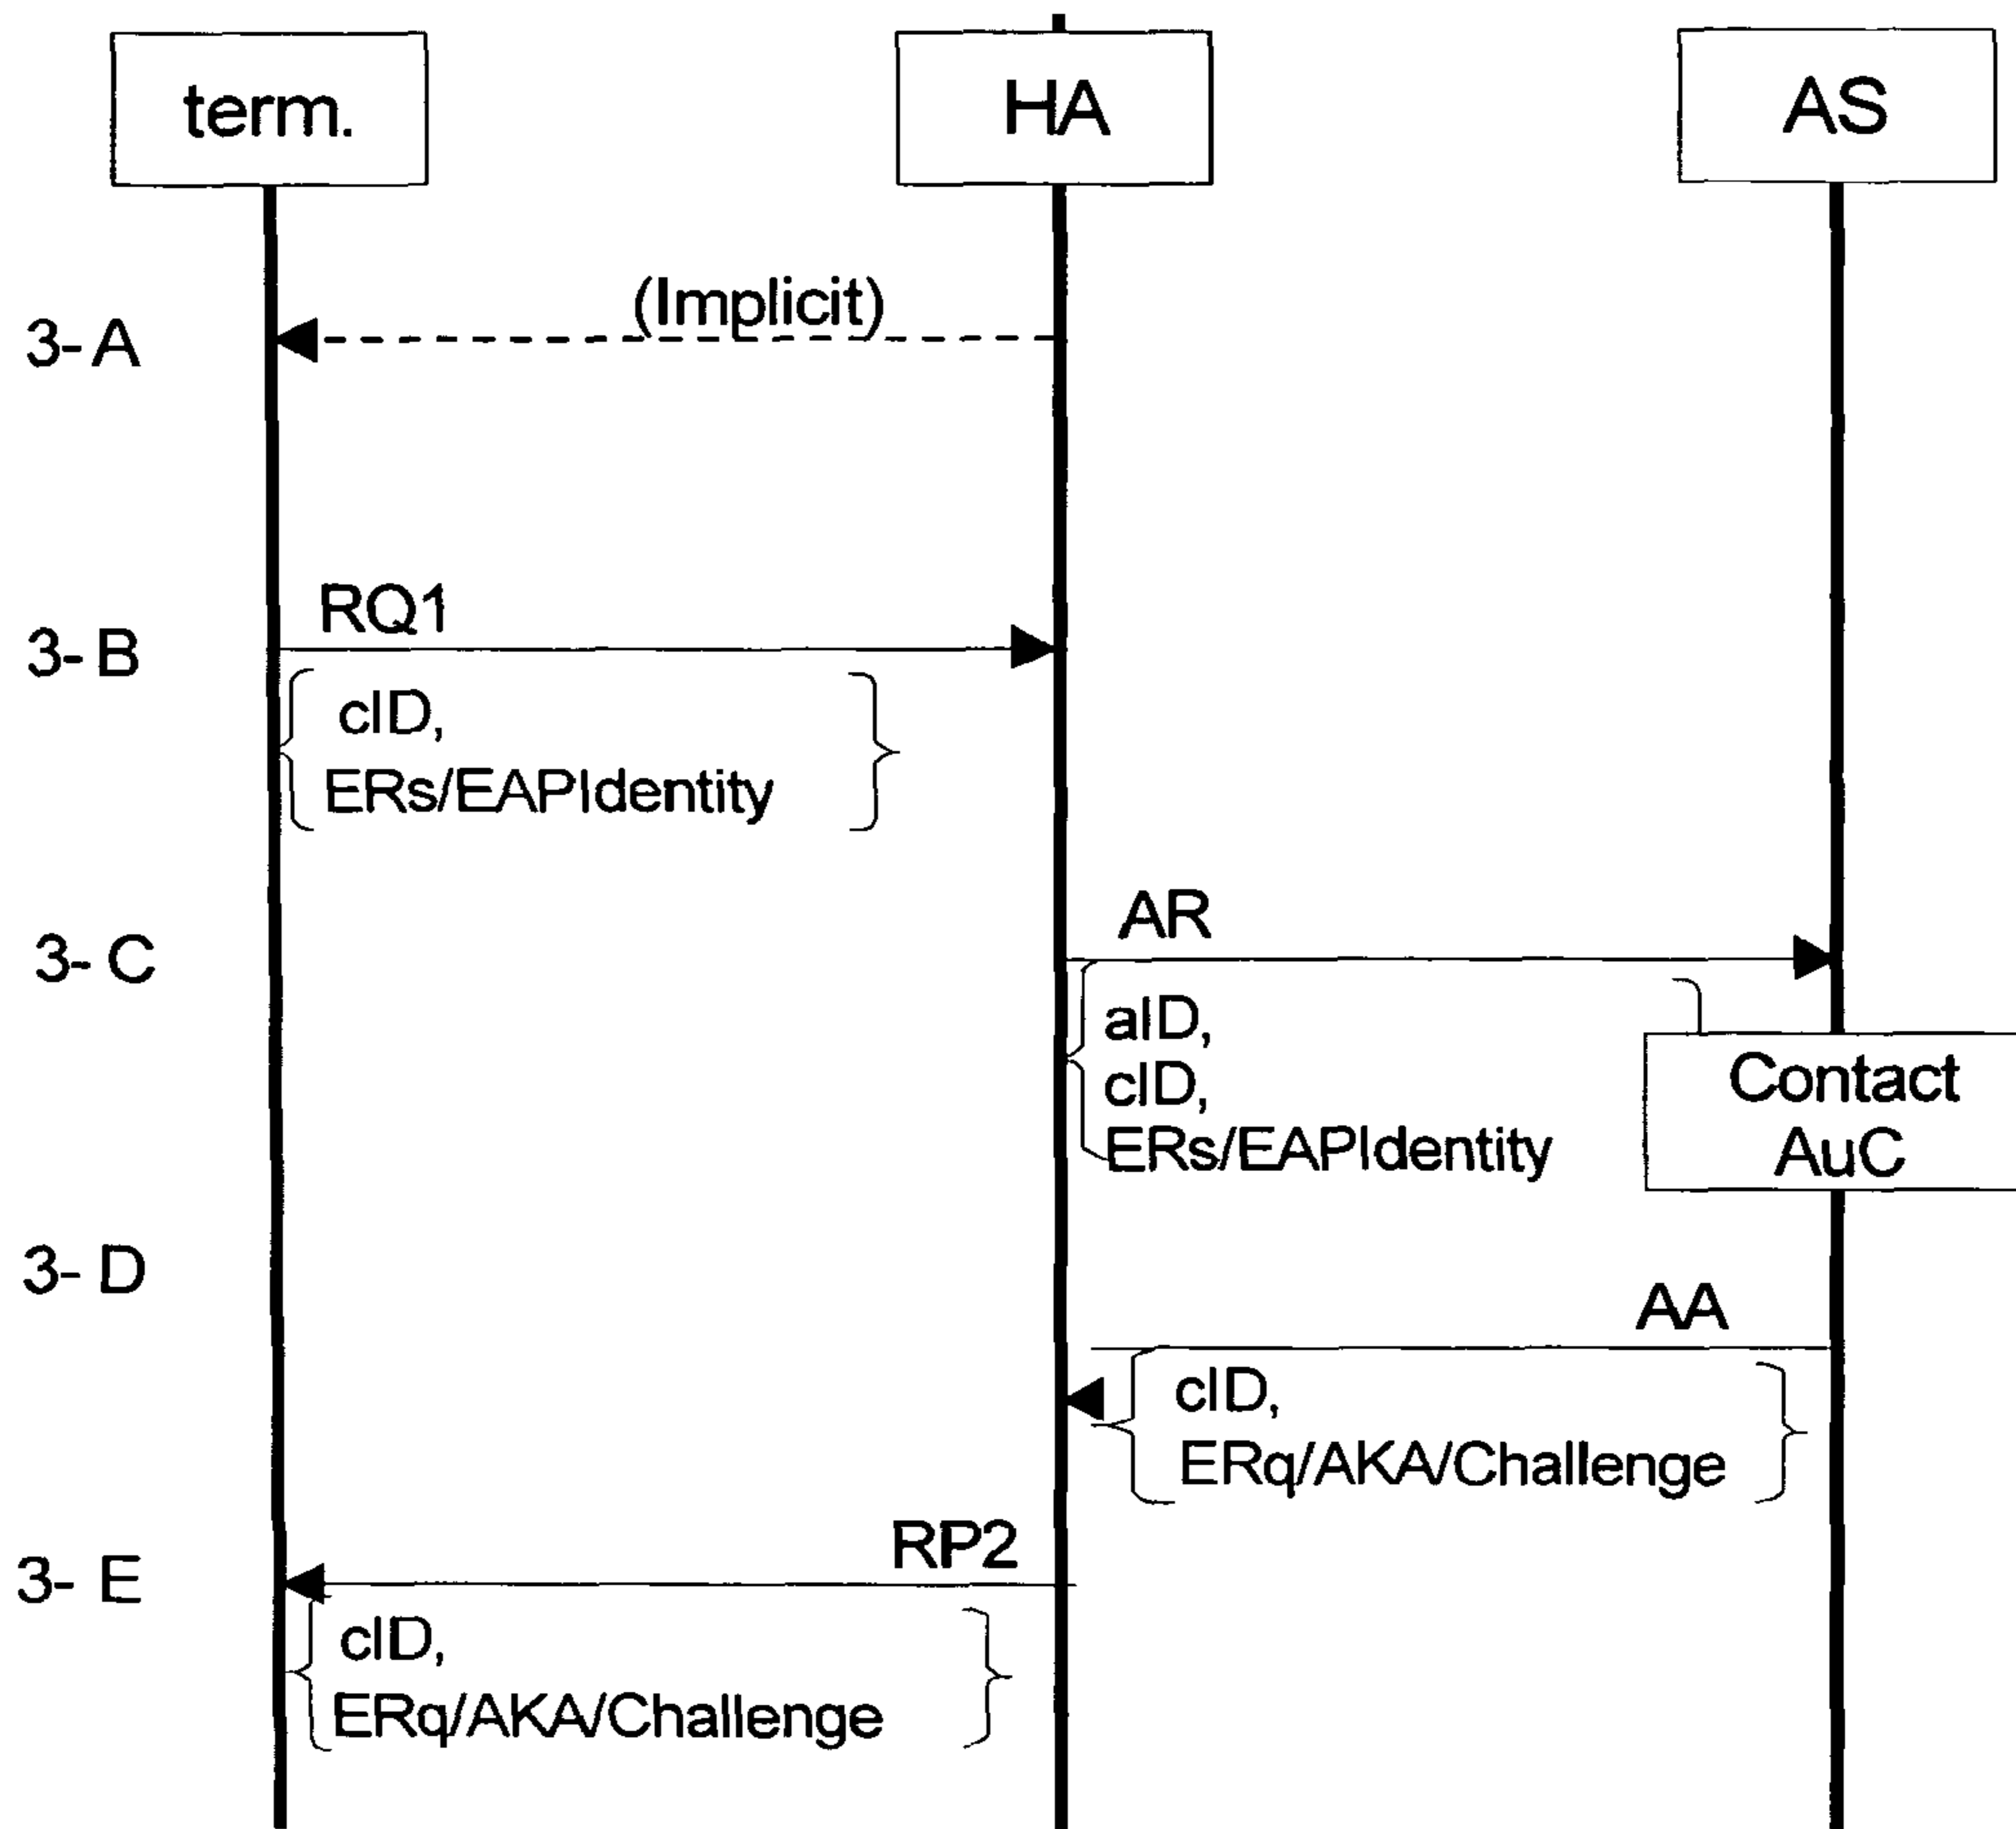 term.
HA
AS
(Implicit)
3- A
RQ1
3- B
cID,
ERs/EAPIdentity
AR
3- C
aID,
cID,
ERs/EAPIdentity
Contact
AuC
3- D
AA
cID,
ERq/AKA/Challenge
RP2
3- E
cID,
ERq/AKA/Challenge